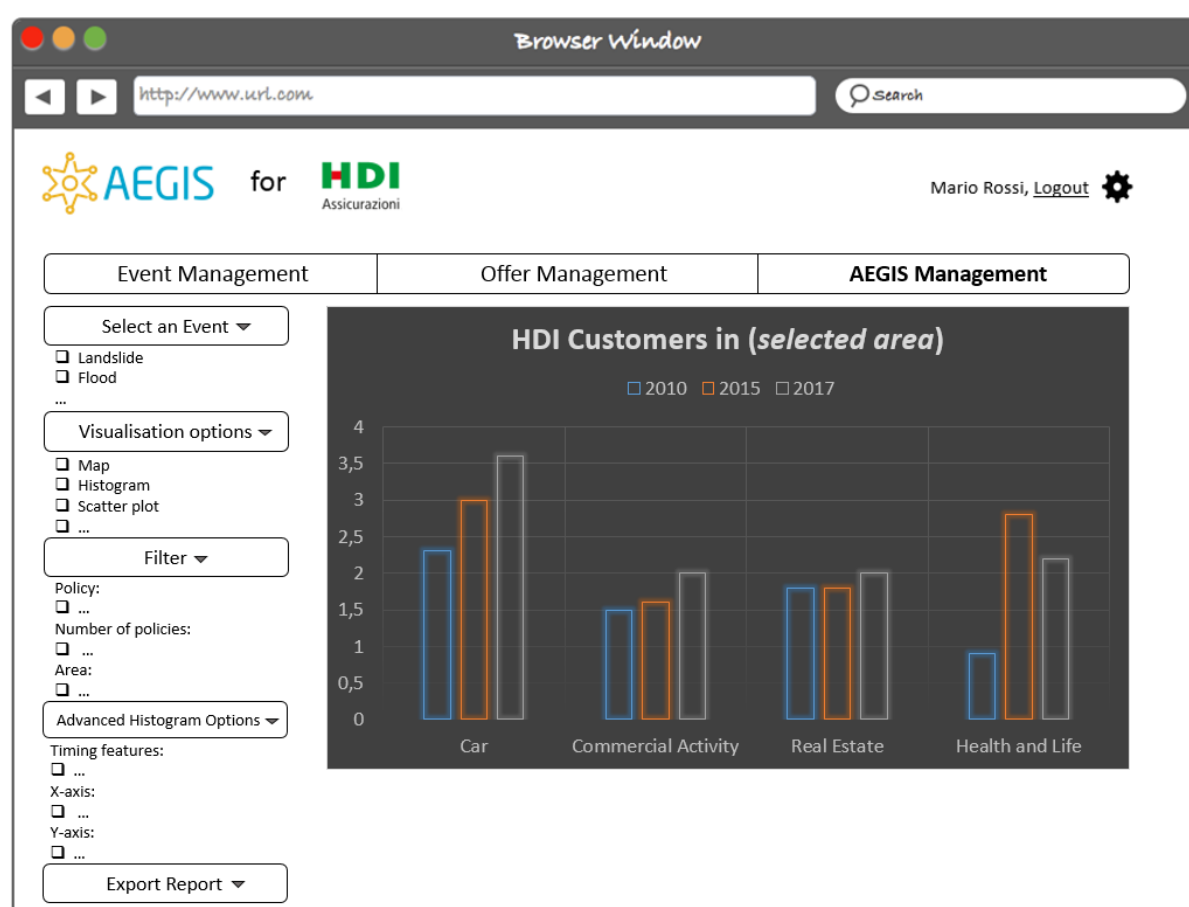 Browser Window
http://www.url.com
Search
AEGIS for HDI
Assicurazioni
Mario Rossi, Logout
Event Management
Offer Management
AEGIS Management
Select an Event
Landslide
Flood
...
Visualisation options
Map
Histogram
Scatter plot
...
Filter
Policy:
...
Number of policies:
...
Area:
...
Advanced Histogram Options
Timing features:
...
X-axis:
...
Y-axis:
...
Export Report
HDI Customers in (selected area)
2010 2015 2017
4
3,5
3
2,5
2
1,5
1
0,5
0
Car Commercial Activity Real Estate Health and Life